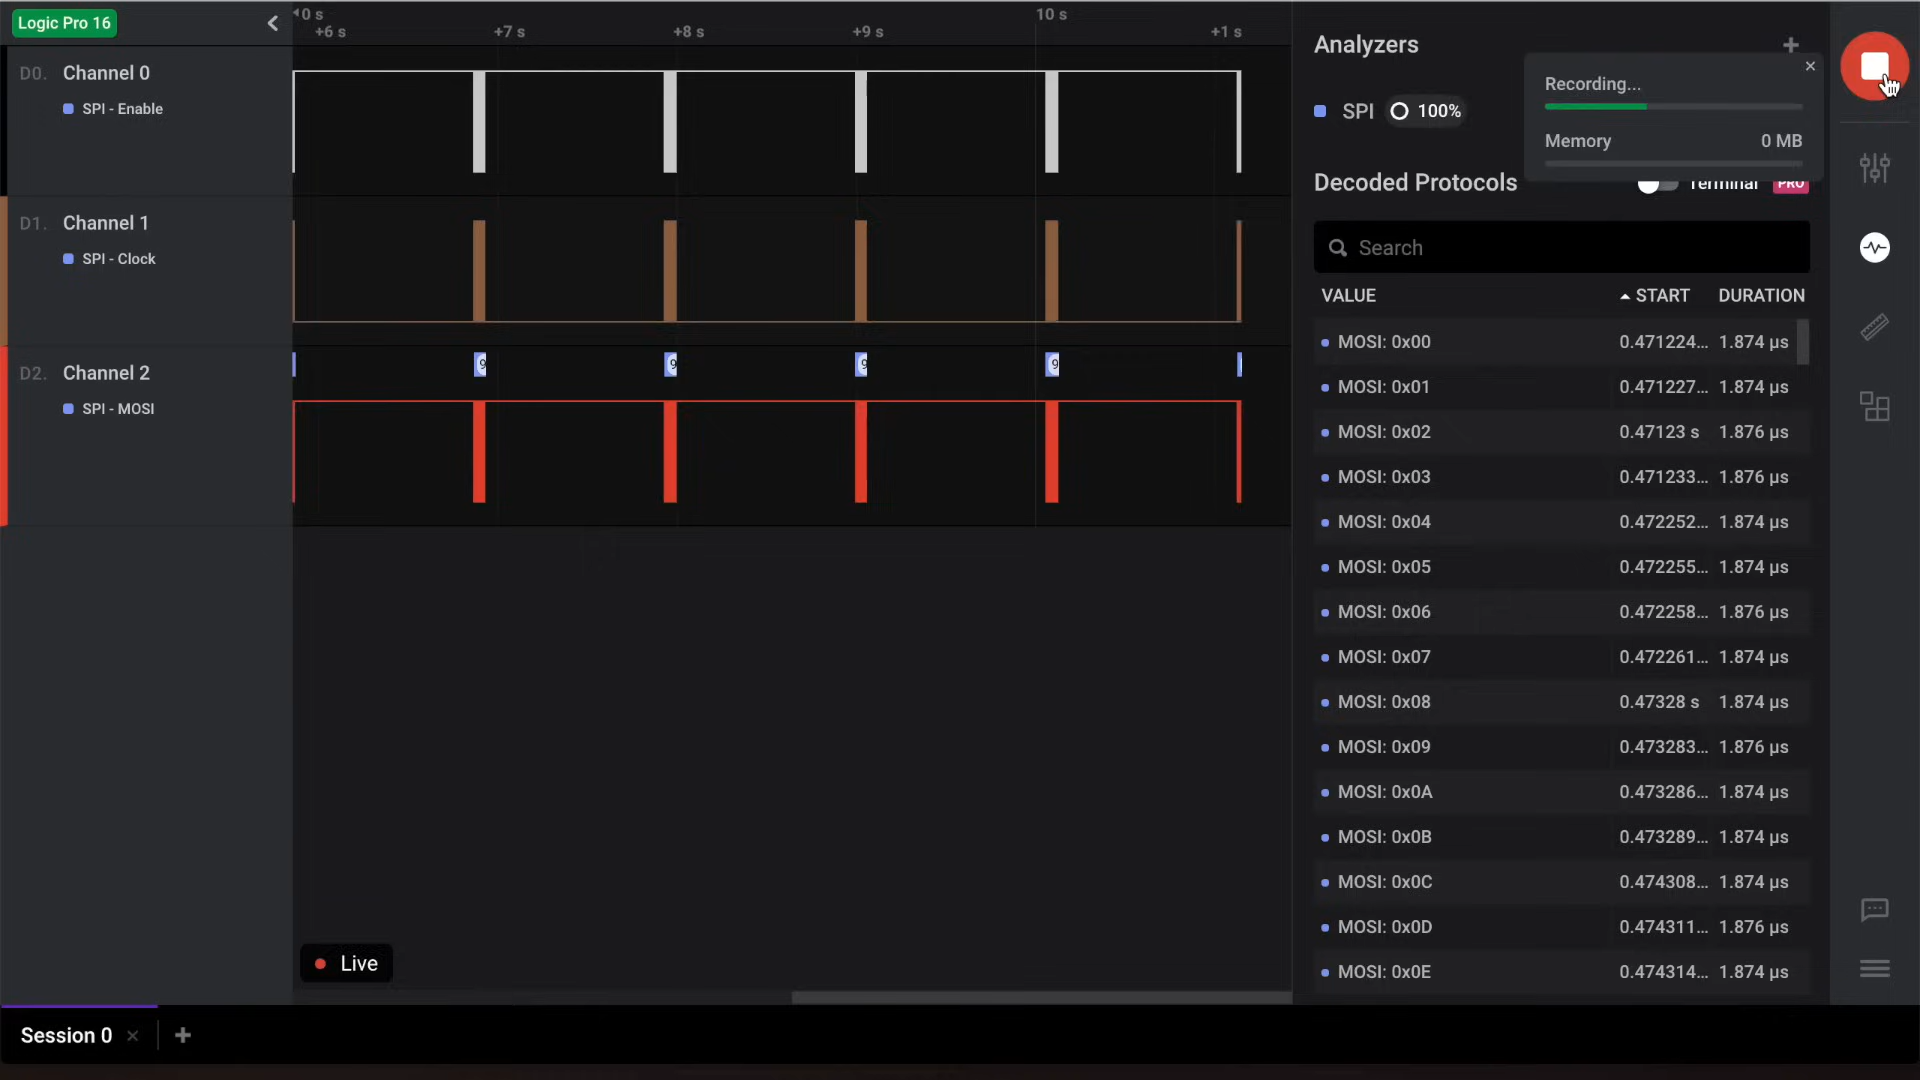 Logic Pro 16
0 s
10 s
+6 s +7 s +8 s +9 s +1 s
D0. Channel 0
SPI - Enable
D1. Channel 1
SPI - Clock
D2. Channel 2
SPI - MOSI
9 9 9 9
Live
Analyzers
SPI 100%
Recording...
Memory 0 MB
Decoded Protocols Terminal PRO
Search
VALUE START DURATION
MOSI: 0x00 0.471224... 1.874 μs
MOSI: 0x01 0.471227... 1.874 μs
MOSI: 0x02 0.47123 s 1.876 μs
MOSI: 0x03 0.471233... 1.876 μs
MOSI: 0x04 0.472252... 1.874 μs
MOSI: 0x05 0.472255... 1.874 μs
MOSI: 0x06 0.472258... 1.876 μs
MOSI: 0x07 0.472261... 1.874 μs
MOSI: 0x08 0.47328 s 1.874 μs
MOSI: 0x09 0.473283... 1.876 μs
MOSI: 0x0A 0.473286... 1.874 μs
MOSI: 0x0B 0.473289... 1.874 μs
MOSI: 0x0C 0.474308... 1.874 μs
MOSI: 0x0D 0.474311... 1.876 μs
MOSI: 0x0E 0.474314... 1.874 μs
Session 0